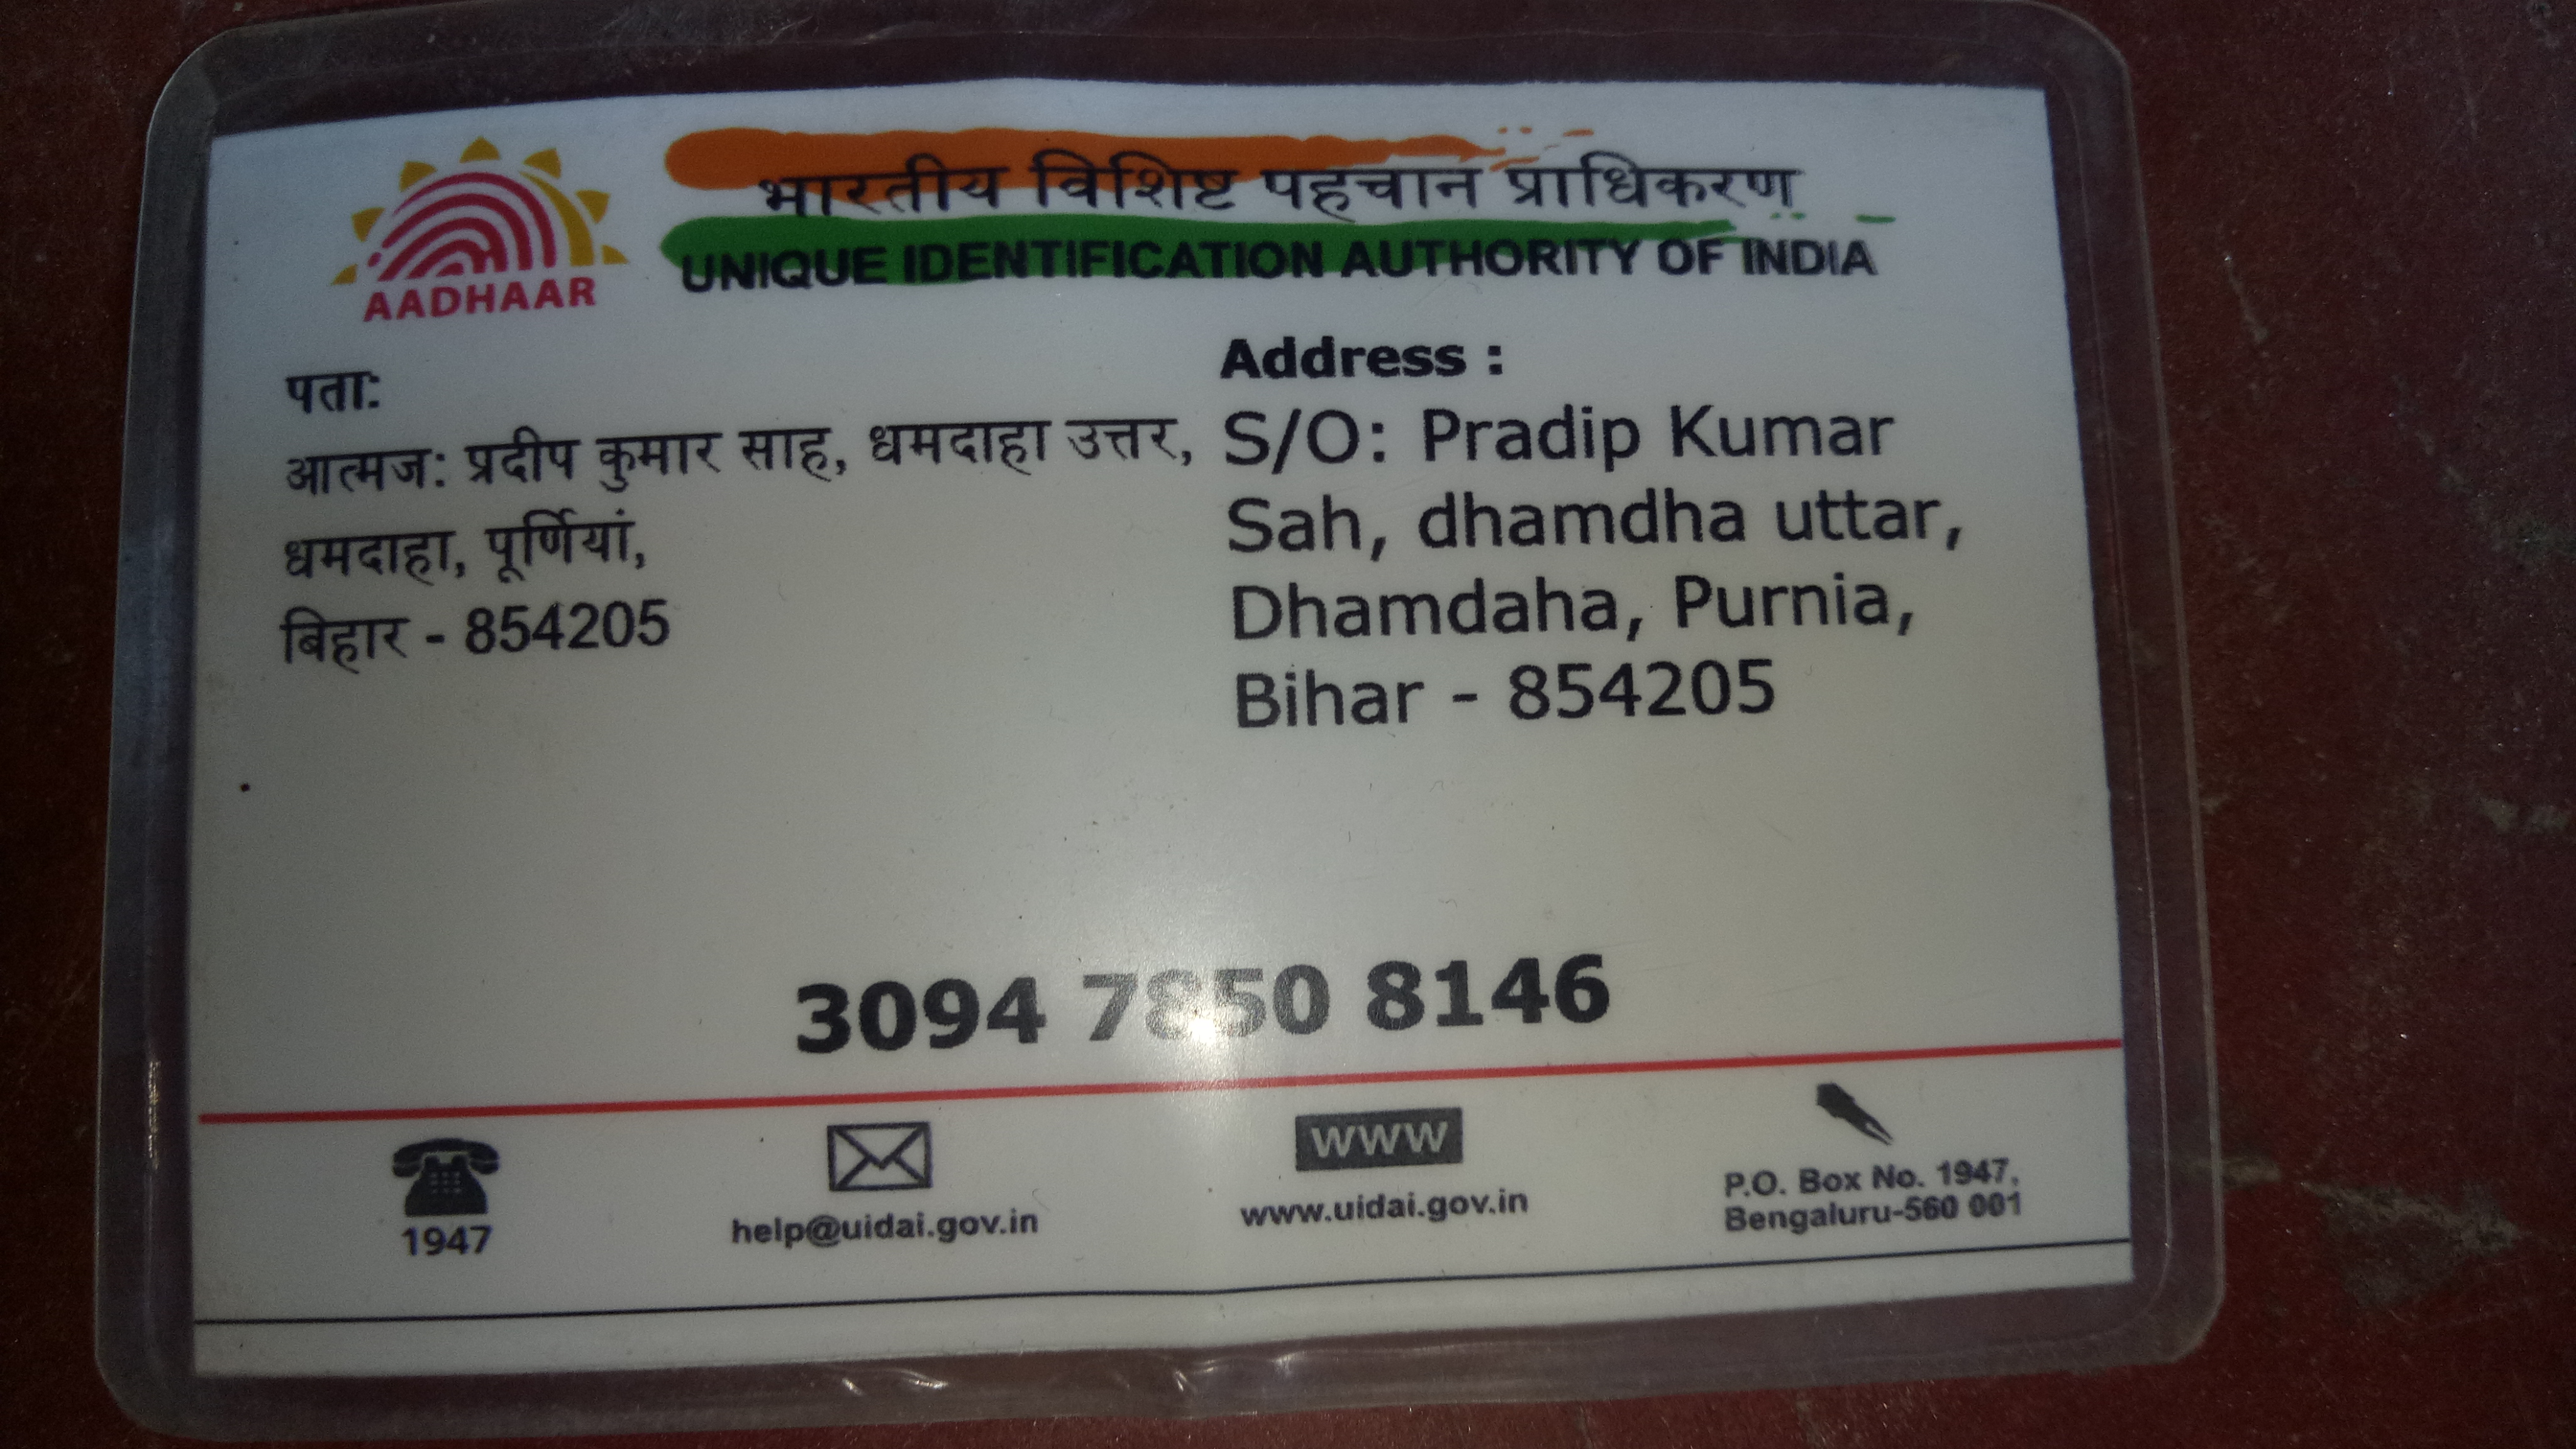 भारतीय विशिष्ट पहचान प्राधिकरण
UNIQUE IDENTIFICATION AUTHORITY OF INDIA
AADHAAR
पता:
आत्मज: प्रदीप कुमार साह, धमदाहा उत्तर,
धमदाहा, पूर्णियां,
बिहार - 854205
Address :
S/O: Pradip Kumar
Sah, dhamdha uttar,
Dhamdaha, Purnia,
Bihar - 854205
3094 7850 8146
1947
help@uidai.gov.in
www
www.uidai.gov.in
P.O. Box No. 1947,
Bengaluru-560 001